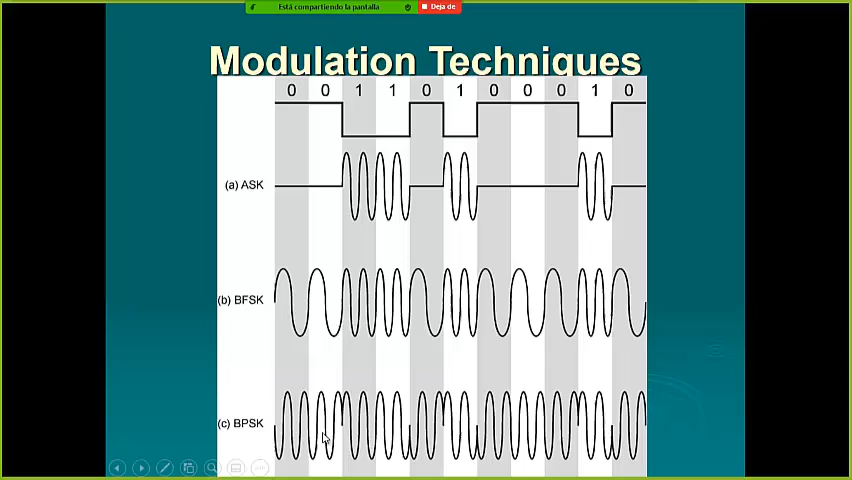 Está compartiendo la pantalla
Deja de
Modulation Techniques
0 0 1 1 0 1 0 0 0 1 0
(a) ASK
(b) BFSK
(c) BPSK